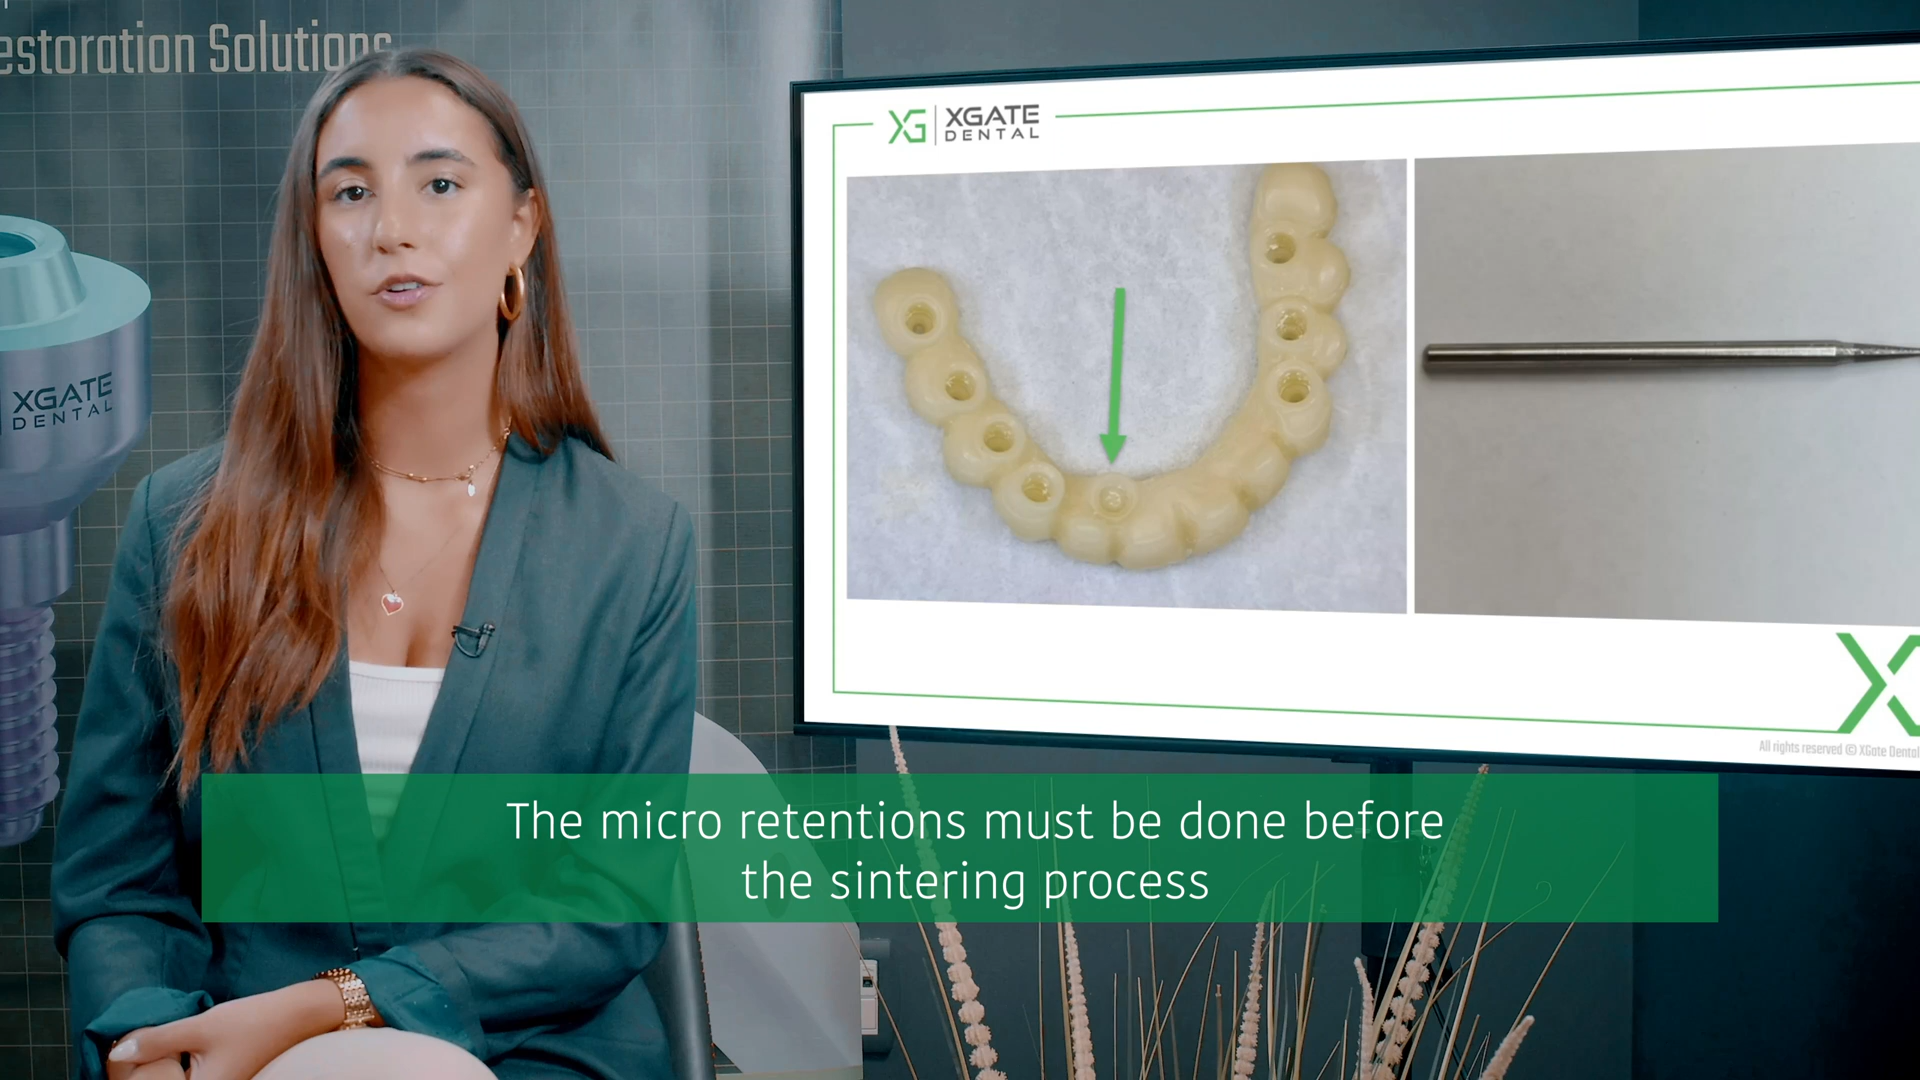 estoration Solutions
XGATE
DENTAL
XG XGATE
DENTAL
All rights reserved © XGate Dental
The micro retentions must be done before
the sintering process